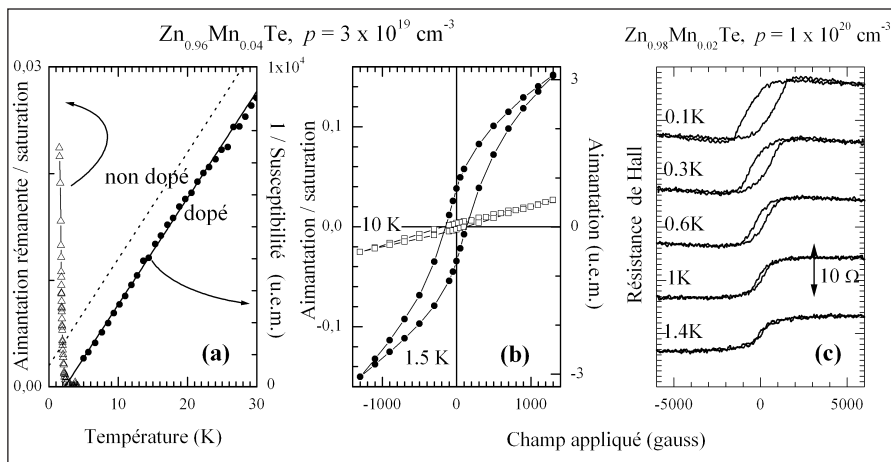 Zn0.96Mn0.04Te, p = 3 x 10^19 cm^-3
Zn0.98Mn0.02Te, p = 1 x 10^20 cm^-3
Aimantation rémanente / saturation
0,03
0,00
non dopé
dopé
(a)
0 10 20 30
Température (K)
1x10^4
0
1 / Susceptibilité (u.e.m.)
Aimantation / saturation
0.1
0.0
-0.1
10 K
1.5 K
(b)
-1000 0 1000
3
0
-3
Aimantation (u.e.m.)
Champ appliqué (gauss)
Résistance de Hall
0.1K
0.3K
0.6K
1K
1.4K
10 Ω
(c)
-5000 0 5000